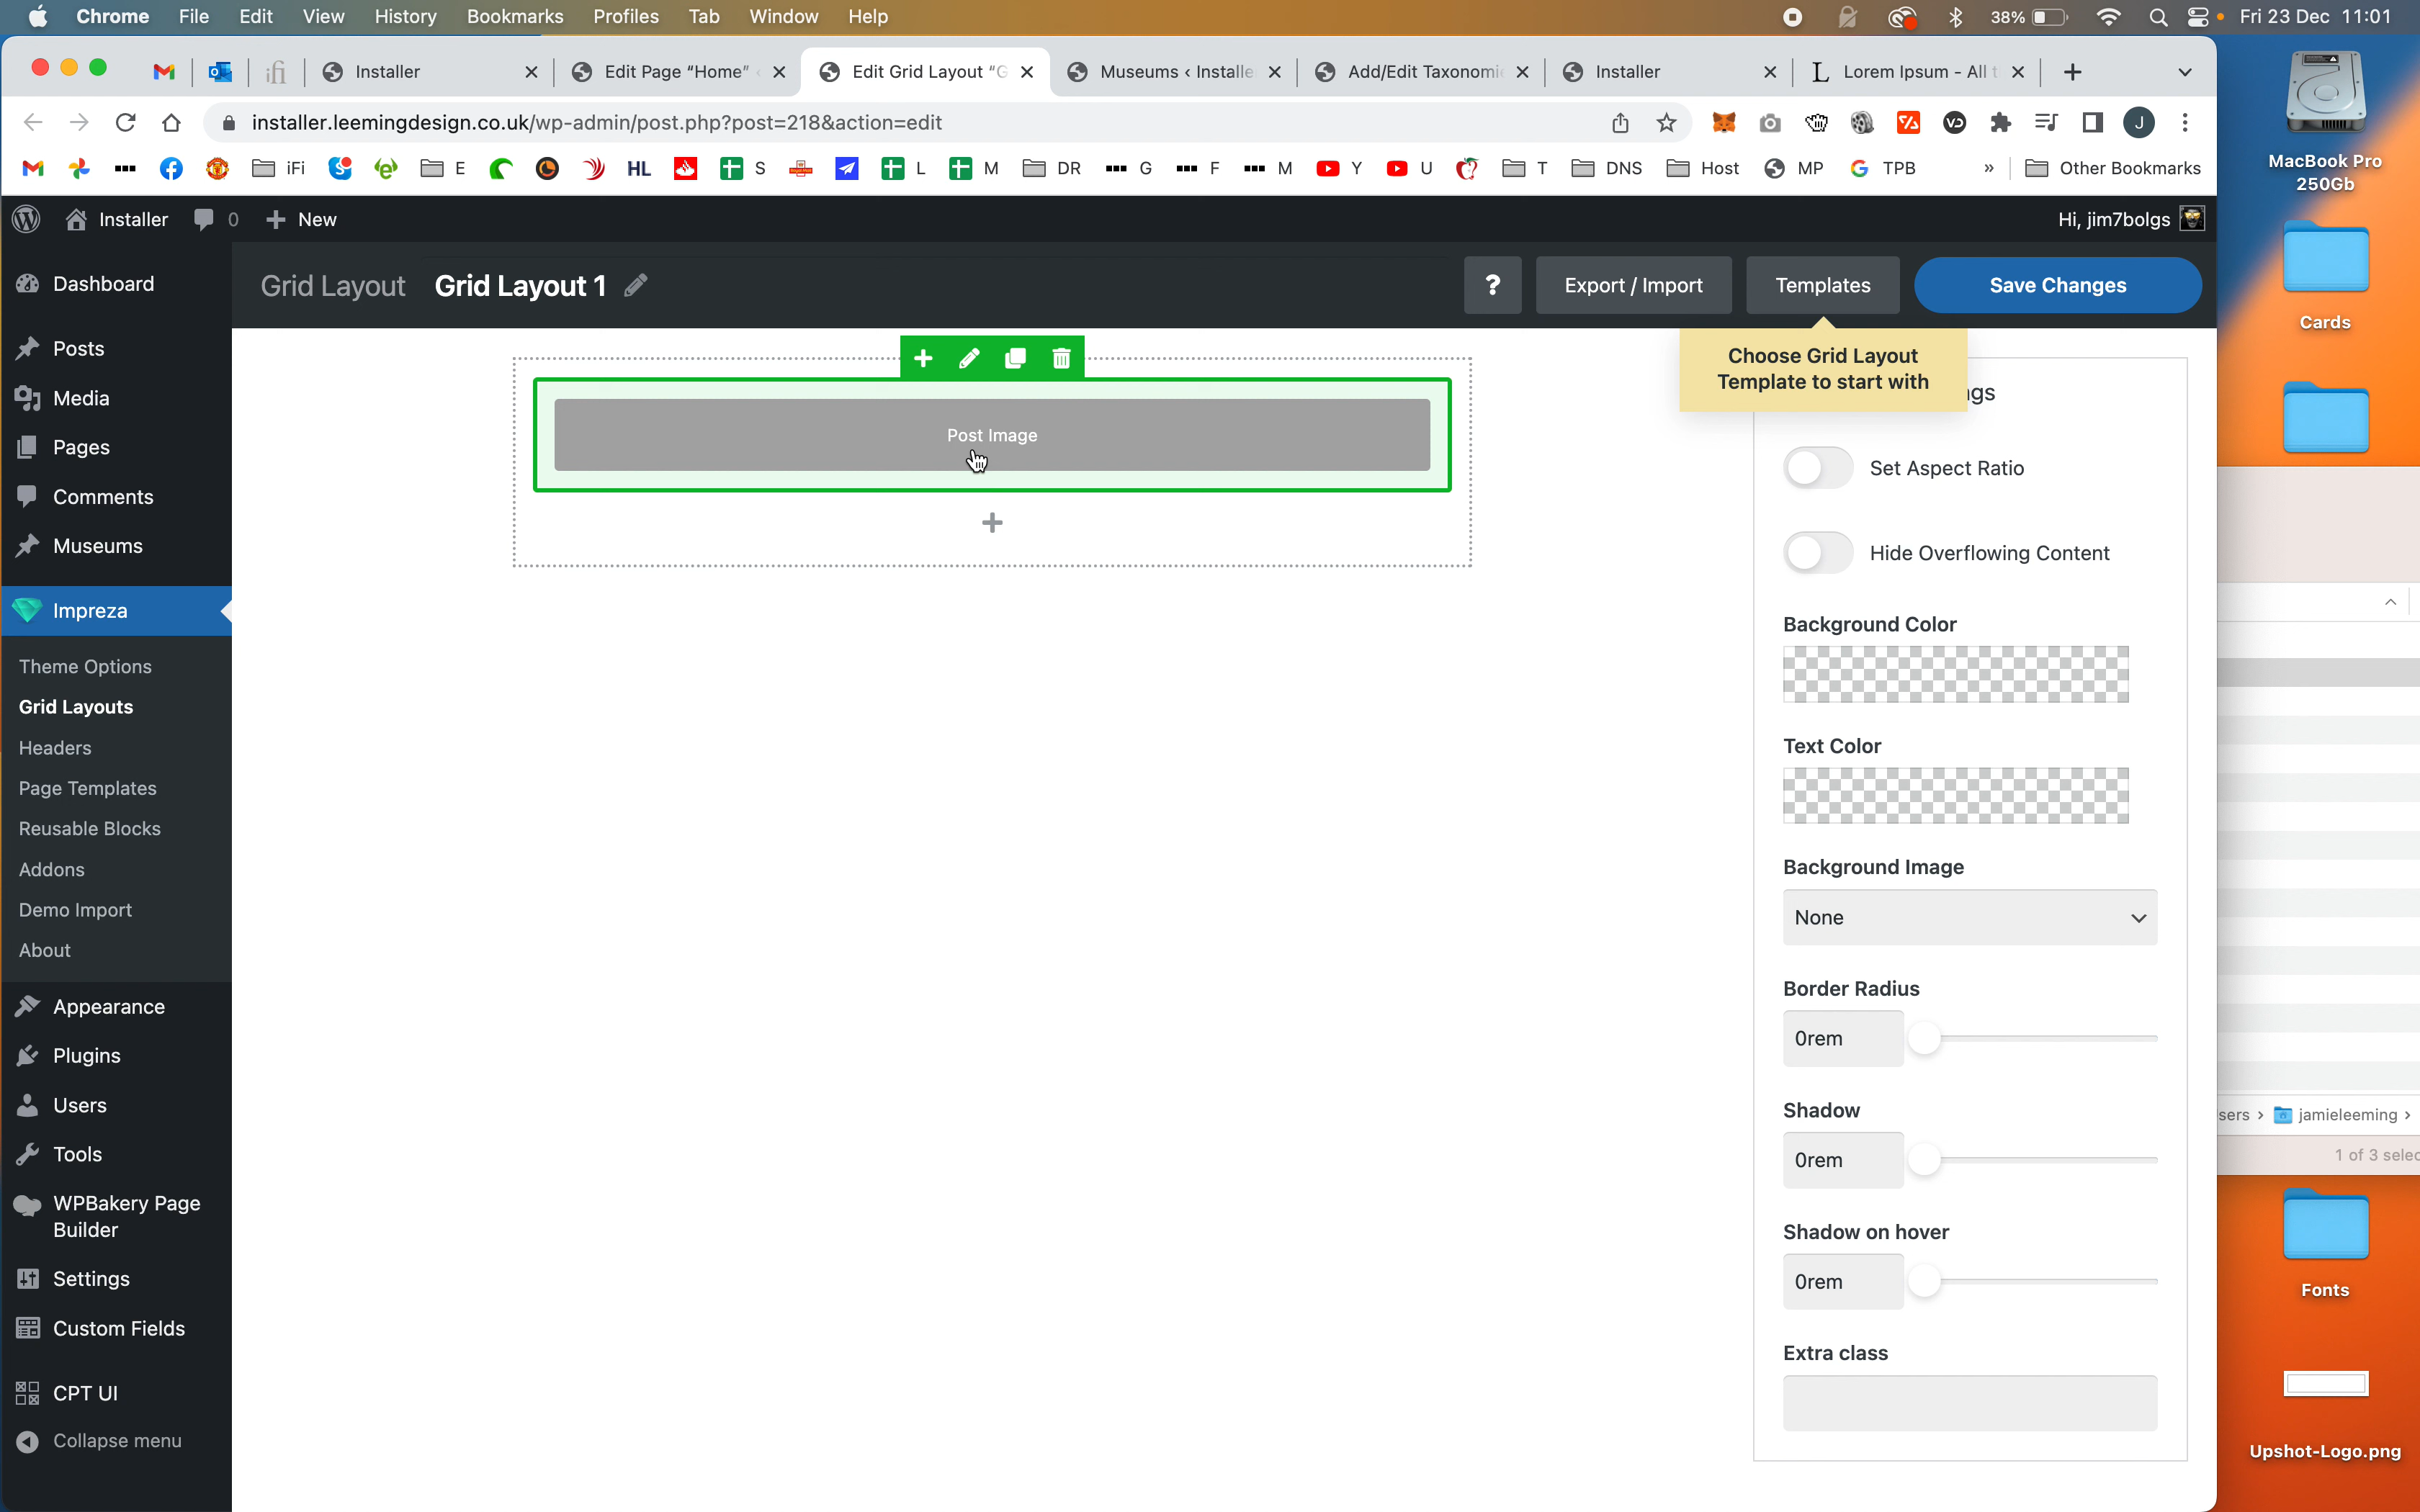 Chrome File Edit View History Bookmarks Profiles Tab Window Help 38% Fri 23 Dec 11:01
ifi Installer Edit Page “Home” Edit Grid Layout “G Museums ‹ Installe Add/Edit Taxonomi Installer L Lorem Ipsum - All t
installer.leemingdesign.co.uk/wp-admin/post.php?post=218&action=edit J
iFi E HL S L M DR G F M Y U T DNS Host MP TPB » Other Bookmarks
Installer 0 New Hi, jim7bolgs
Grid Layout Grid Layout 1 ? Export / Import Templates Save Changes
Choose Grid Layout
Template to start with
gs
Post Image
Set Aspect Ratio
Hide Overflowing Content
Background Color
Text Color
Background Image
None
Border Radius
0rem
Shadow
0rem
Shadow on hover
0rem
Extra class
Dashboard
Posts
Media
Pages
Comments
Museums
Impreza
Theme Options
Grid Layouts
Headers
Page Templates
Reusable Blocks
Addons
Demo Import
About
Appearance
Plugins
Users
Tools
WPBakery Page
Builder
Settings
Custom Fields
CPT UI
Collapse menu
MacBook Pro
250Gb
Cards
sers › jamieleeming ›
1 of 3 selec
Fonts
Upshot-Logo.png